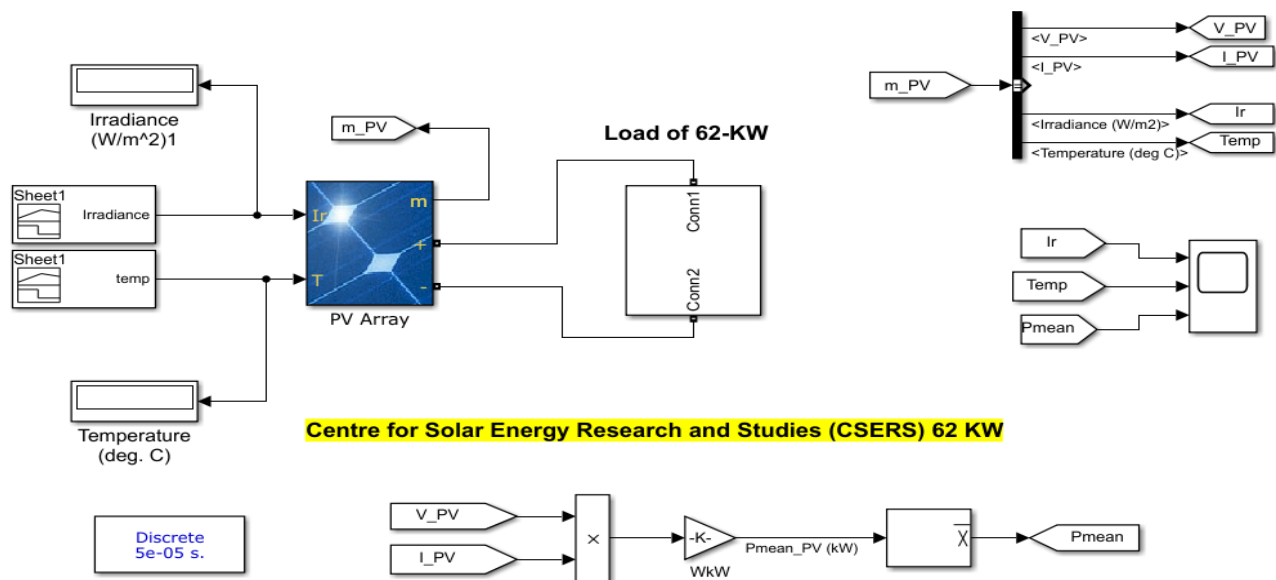 Irradiance
(W/m^2)1
Sheet1
Irradiance
Sheet1
temp
Temperature
(deg. C)
Discrete
5e-05 s.
m_PV
Ir
T
m
+
-
PV Array
Load of 62-KW
Conn1
Conn2
m_PV
<V_PV>
<I_PV>
<Irradiance (W/m2)>
<Temperature (deg C)>
V_PV
I_PV
Ir
Temp
Ir
Temp
Pmean
Centre for Solar Energy Research and Studies (CSERS) 62 KW
V_PV
I_PV
×
-K-
WkW
Pmean_PV (kW)
X
Pmean